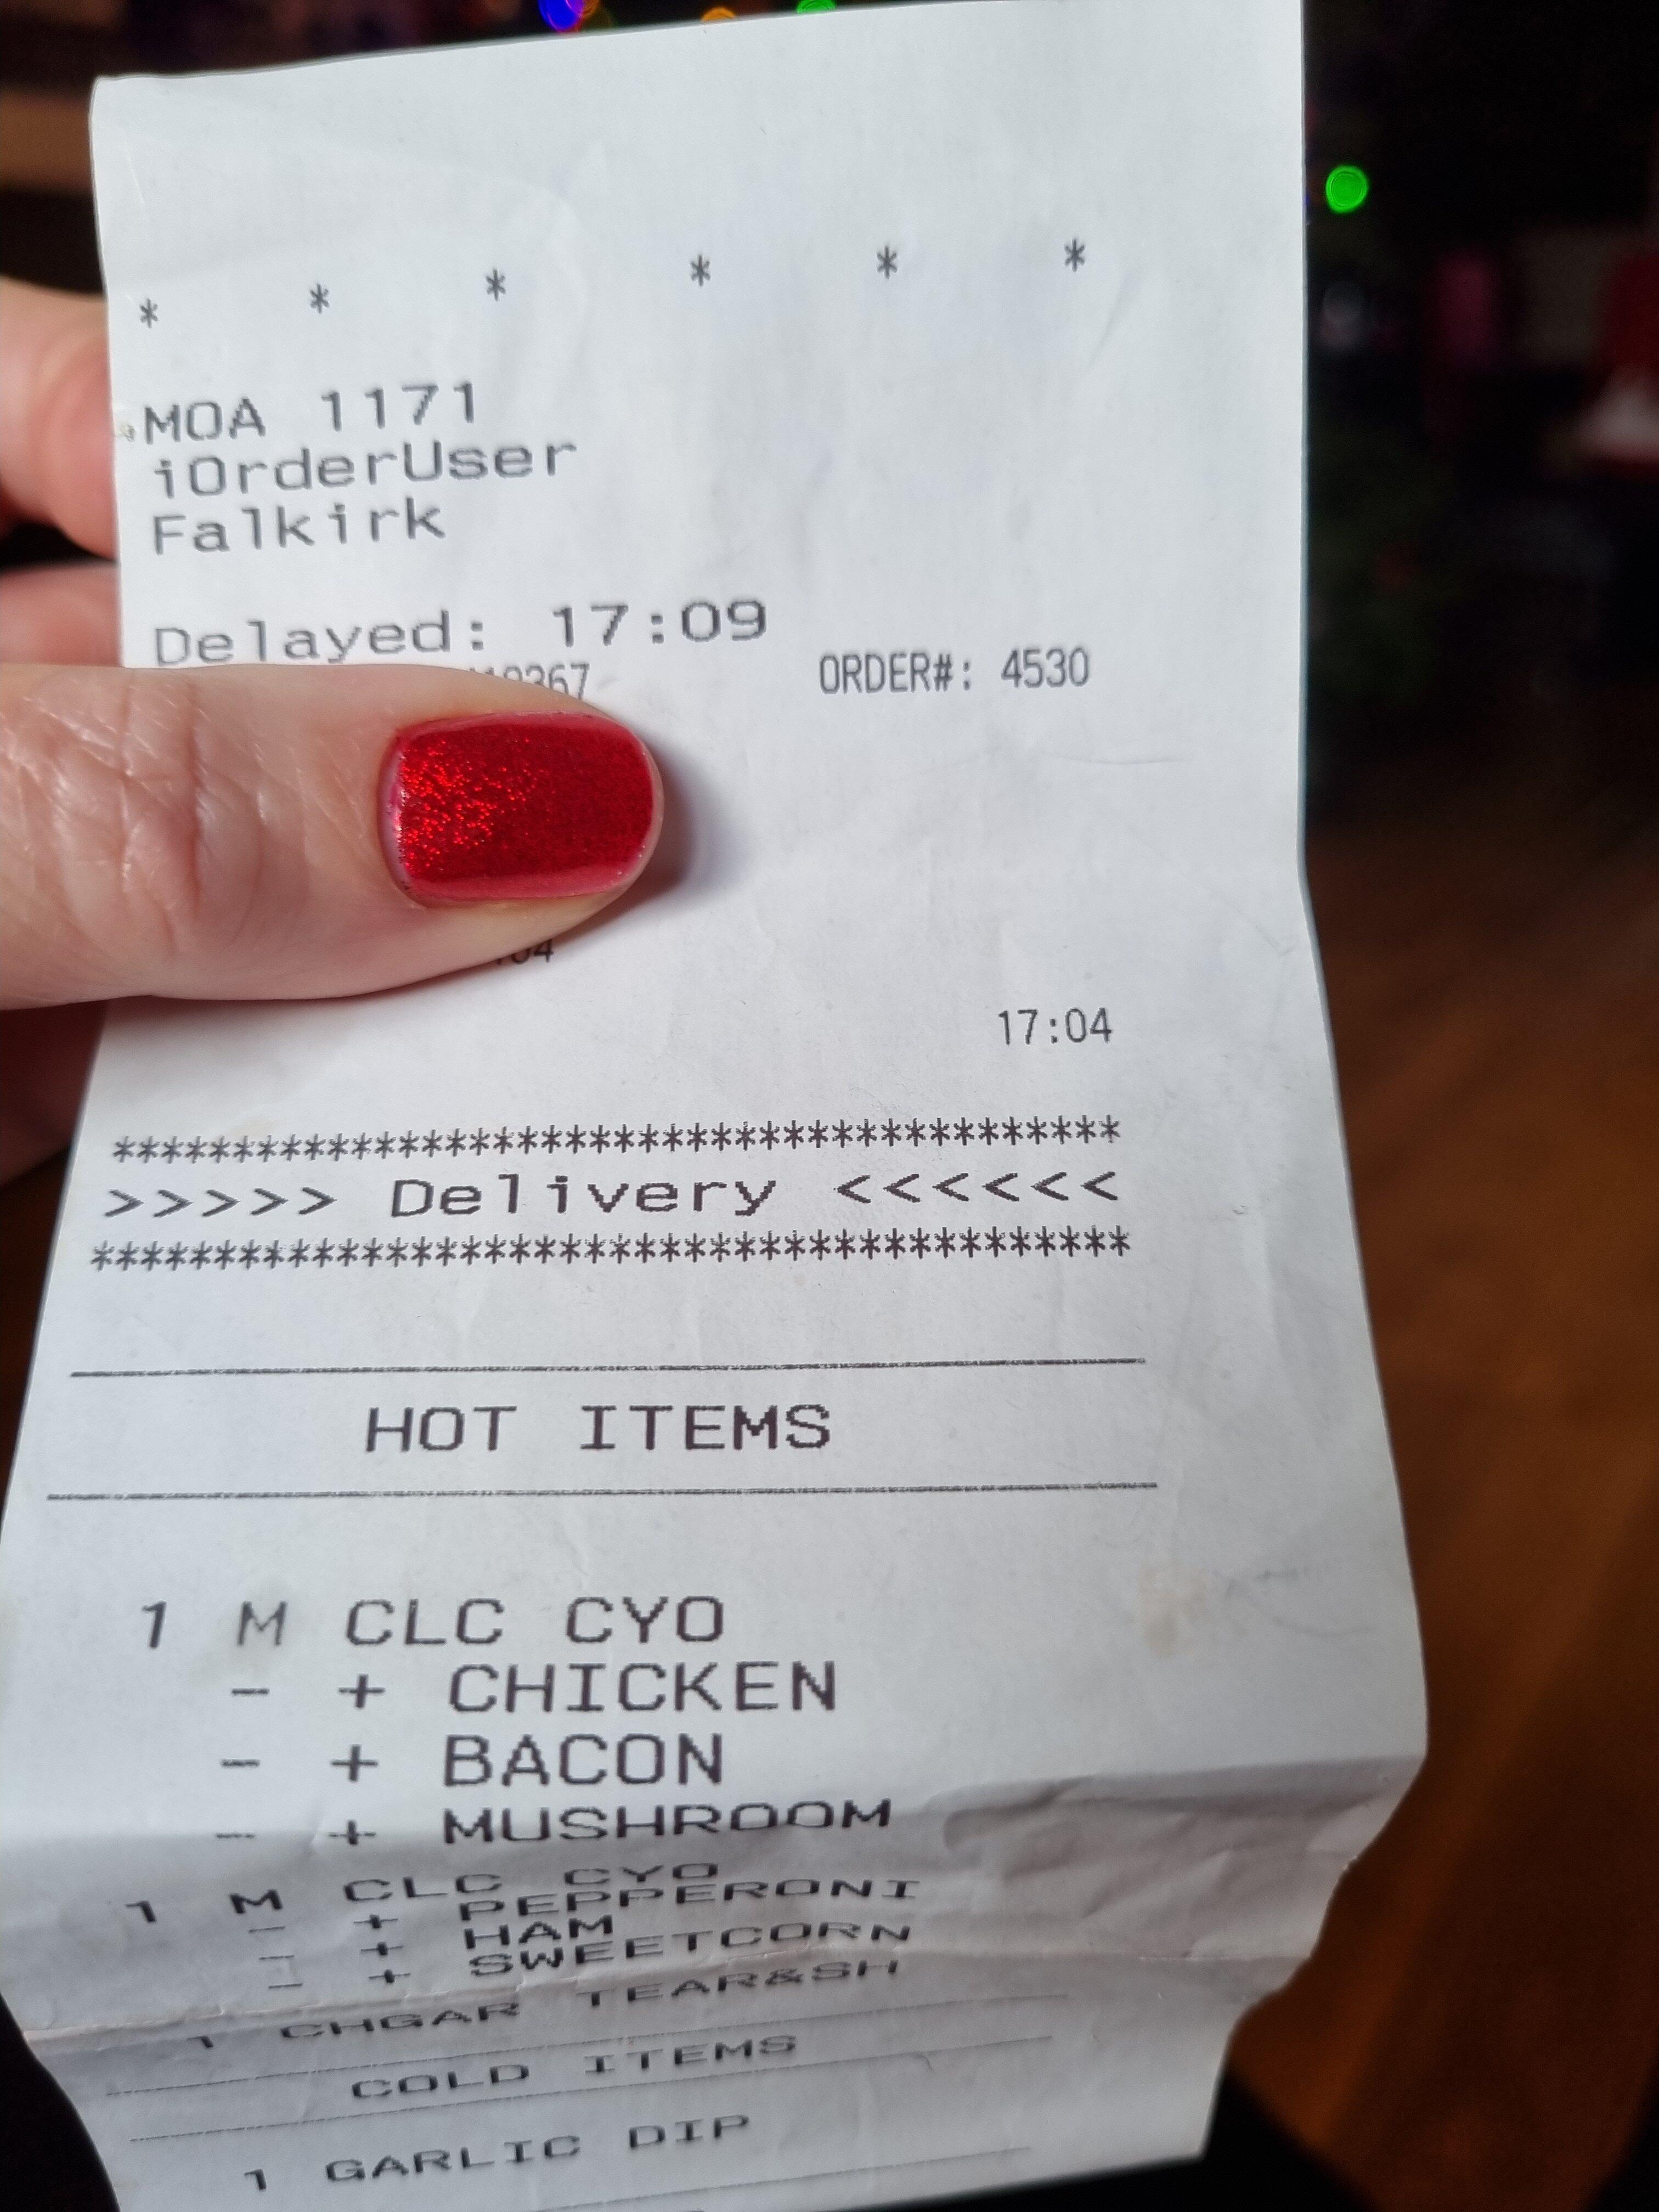 * * * * * *
MOA 1171
iOrderUser
Falkirk
Delayed: 17:09
ORDER#: 4530
17:04
******************************************
>>>>> Delivery <<<<<<
******************************************
HOT ITEMS
1 M CLC CYO
- + CHICKEN
- + BACON
- + MUSHROOM
1 M CLC CYO
- + PEPPERONI
- + HAM
- + SWEETCORN
1 CHGAR TEAR&SH
COLD ITEMS
1 GARLIC DIP